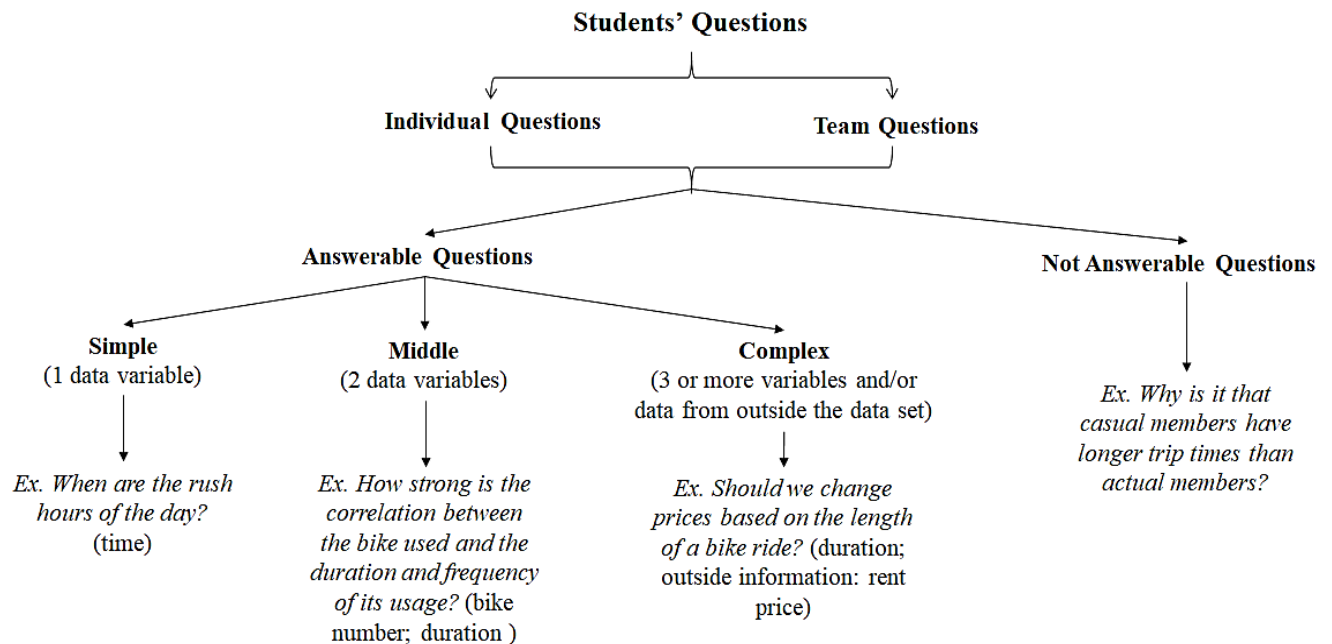 Students' Questions
Individual Questions
Team Questions
Answerable Questions
Not Answerable Questions
Simple
(1 data variable)
Ex. When are the rush
hours of the day?
(time)
Middle
(2 data variables)
Ex. How strong is the
correlation between
the bike used and the
duration and frequency
of its usage? (bike
number; duration )
Complex
(3 or more variables and/or
data from outside the data set)
Ex. Should we change
prices based on the length
of a bike ride? (duration;
outside information: rent
price)
Ex. Why is it that
casual members have
longer trip times than
actual members?